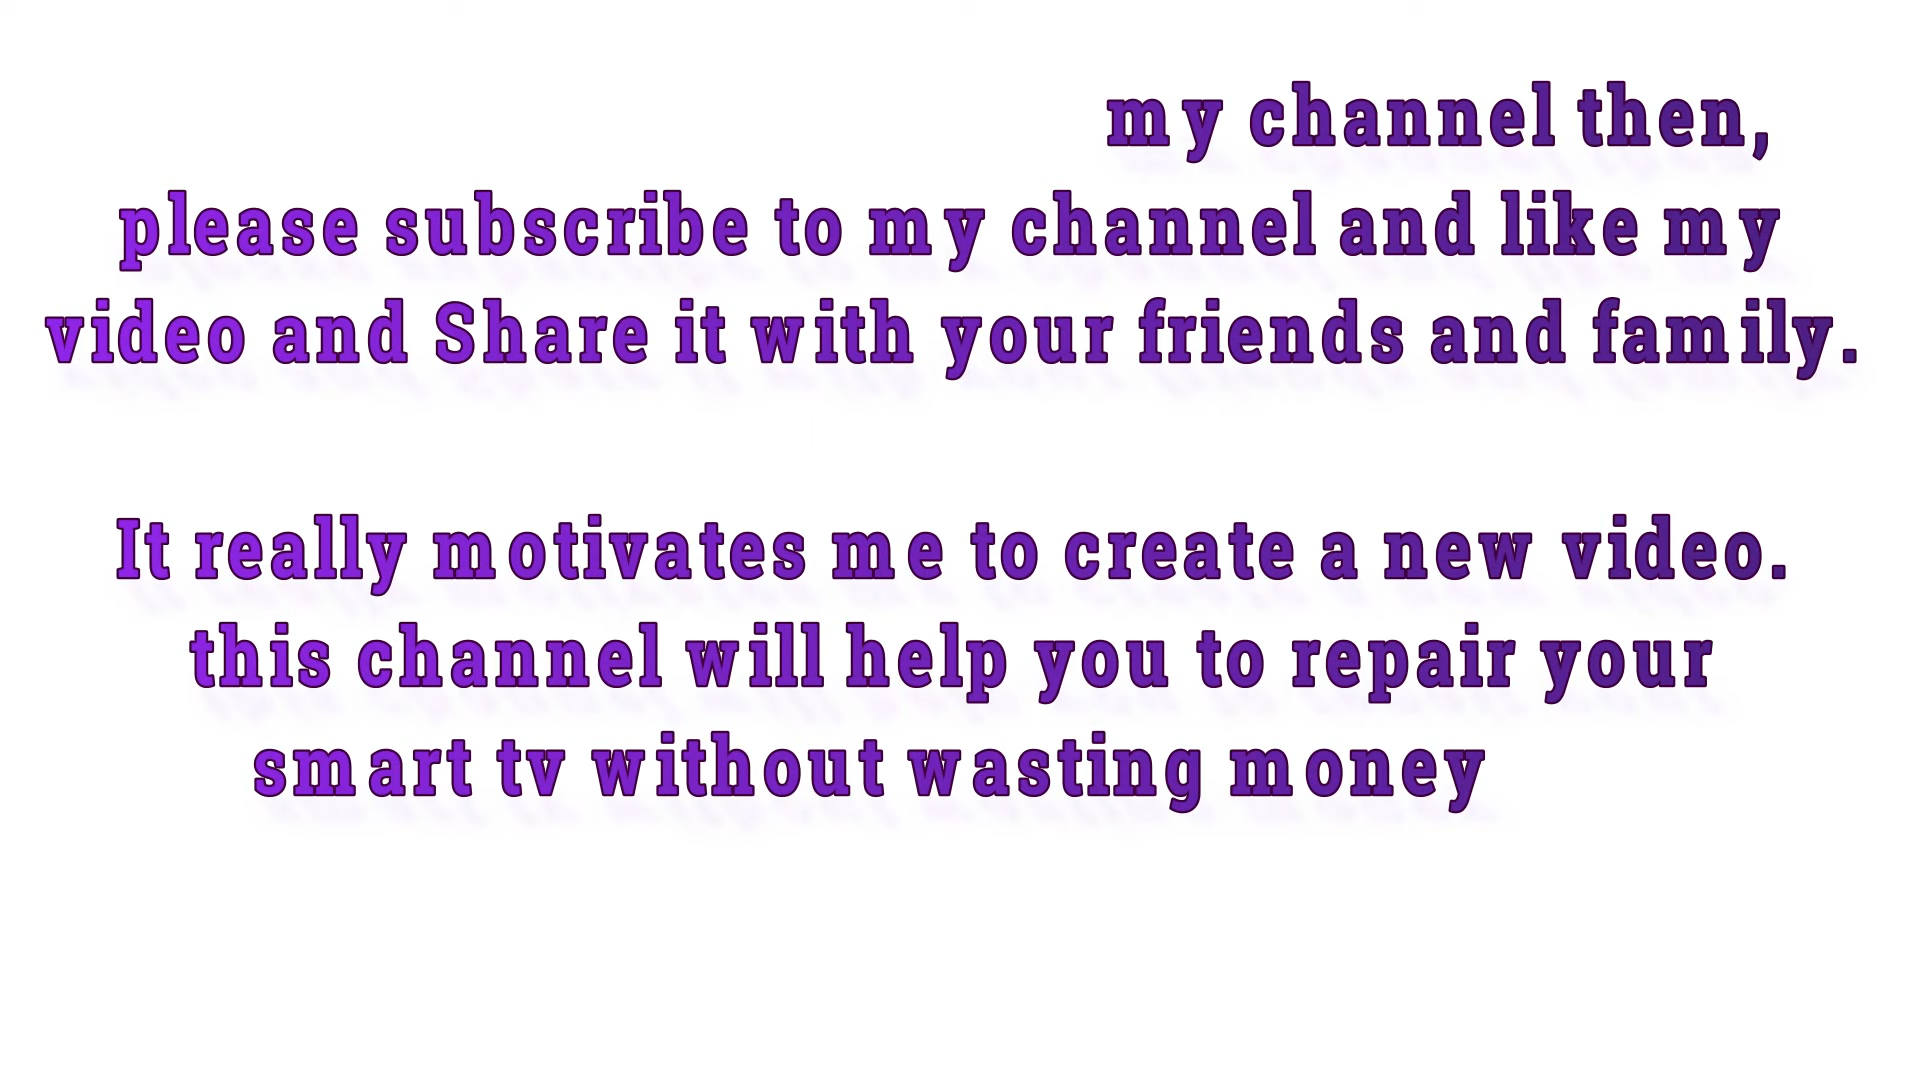 my channel then,
please subscribe to my channel and like my
video and Share it with your friends and family.
It really motivates me to create a new video.
this channel will help you to repair your
smart tv without wasting money